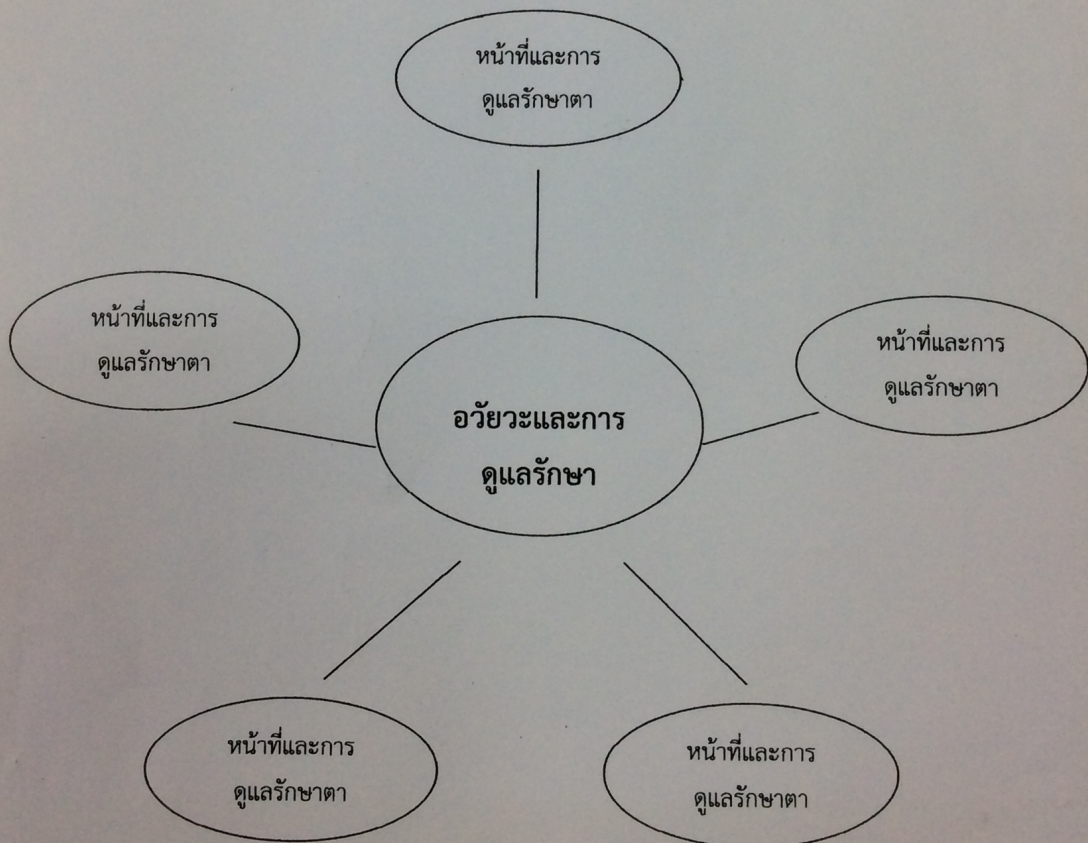 หน้าที่และการ
ดูแลรักษาตา
หน้าที่และการ
ดูแลรักษาตา
หน้าที่และการ
ดูแลรักษาตา
อวัยวะและการ
ดูแลรักษา
หน้าที่และการ
ดูแลรักษาตา
หน้าที่และการ
ดูแลรักษาตา